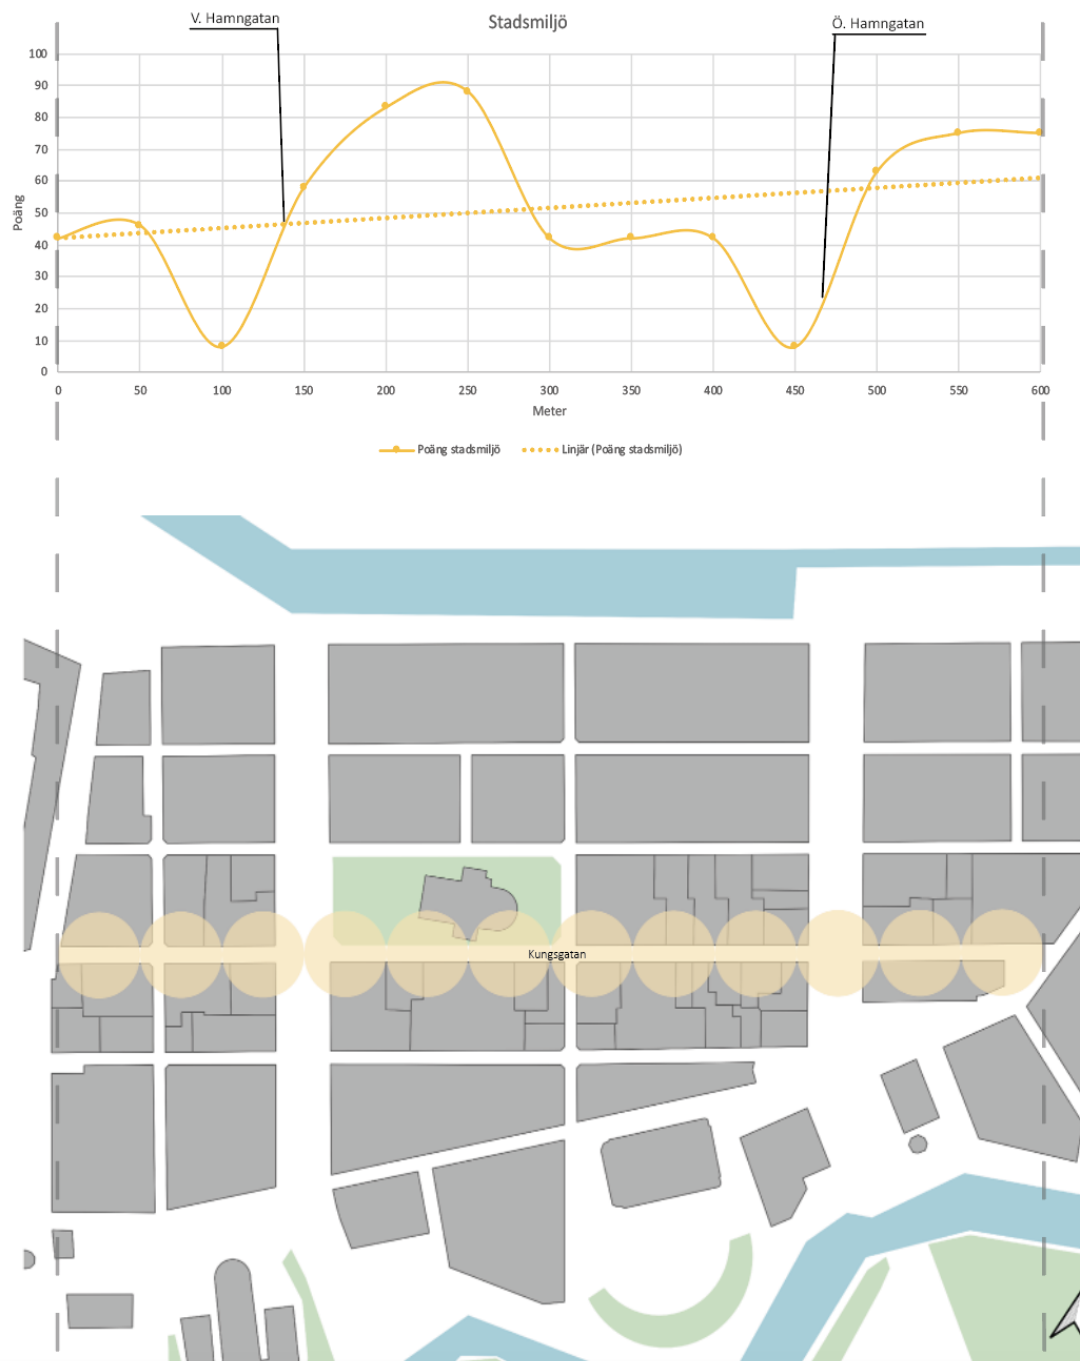 V. Hamngatan
Stadsmiljö
Ö. Hamngatan
100
90
80
70
60
50
40
30
20
10
0
Poäng
0 50 100 150 200 250 300 350 400 450 500 550 600
Meter
Poäng stadsmiljö
Linjär (Poäng stadsmiljö)
Kungsgatan